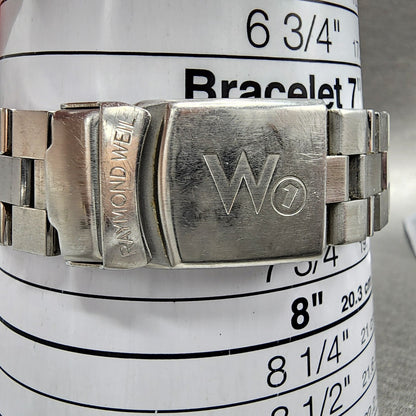 6 3/4"
Bracelet 7"
RAYMOND WEIL
W1
7 3/4
8" 20.3 cm
8 1/4"
8 1/2"